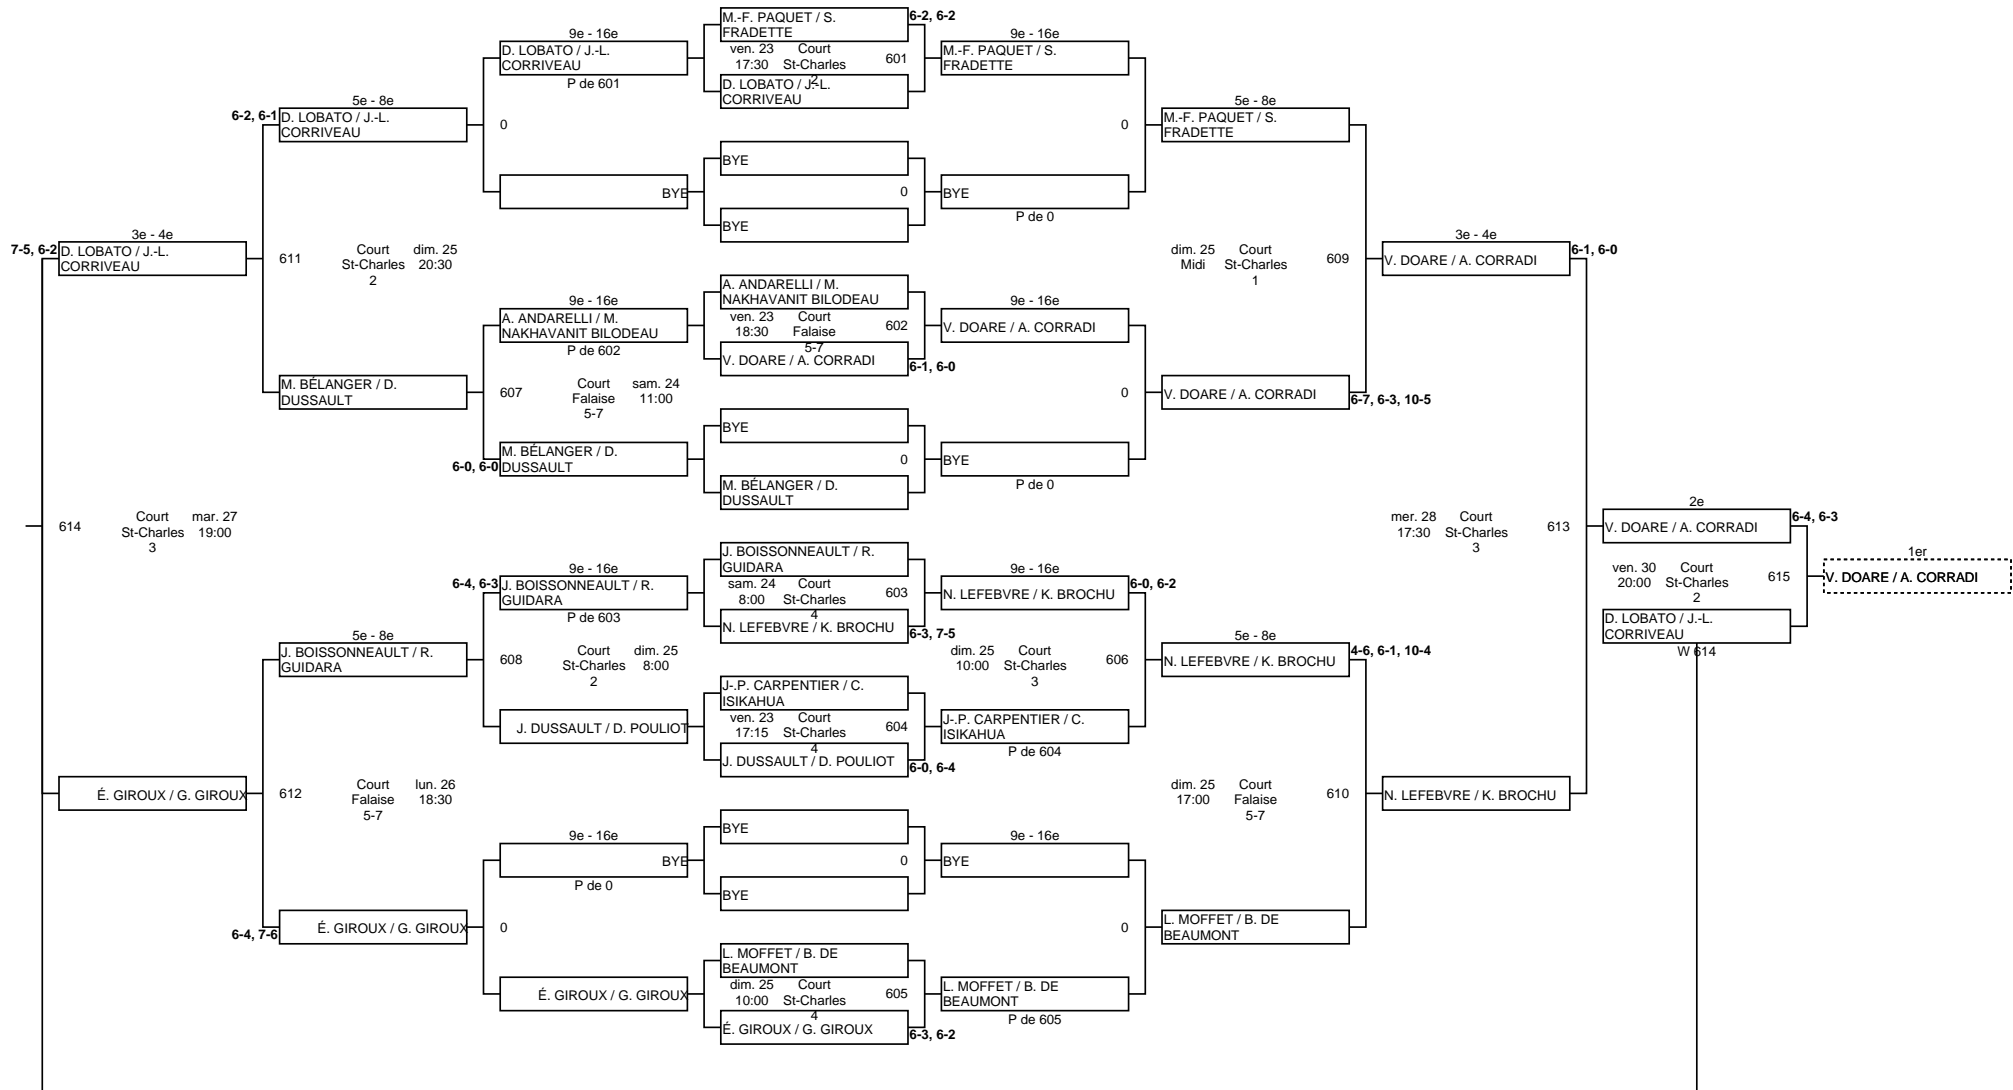 M.-F. PAQUET / S.
FRADETTE
6-2, 6-2
9e - 16e
D. LOBATO / J.-L.
CORRIVEAU
P de 601
ven. 23 Court
17:30 St-Charles
2
601
D. LOBATO / J.-L.
CORRIVEAU
9e - 16e
M.-F. PAQUET / S.
FRADETTE
5e - 8e
6-2, 6-1
D. LOBATO / J.-L.
CORRIVEAU
0
BYE
BYE
0
BYE
BYE
P de 0
0
5e - 8e
M.-F. PAQUET / S.
FRADETTE
3e - 4e
7-5, 6-2
D. LOBATO / J.-L.
CORRIVEAU
611
Court dim. 25
St-Charles 20:30
2
9e - 16e
A. ANDARELLI / M.
NAKHAVANIT BILODEAU
P de 602
A. ANDARELLI / M.
NAKHAVANIT BILODEAU
ven. 23 Court
18:30 Falaise
5-7
602
V. DOARE / A. CORRADI
6-1, 6-0
9e - 16e
V. DOARE / A. CORRADI
dim. 25 Court
Midi St-Charles
1
609
3e - 4e
V. DOARE / A. CORRADI
6-1, 6-0
M. BÉLANGER / D.
DUSSAULT
607
Court sam. 24
Falaise 11:00
5-7
0
V. DOARE / A. CORRADI
6-7, 6-3, 10-5
6-0, 6-0
M. BÉLANGER / D.
DUSSAULT
BYE
0
M. BÉLANGER / D.
DUSSAULT
BYE
P de 0
614
Court mar. 27
St-Charles 19:00
3
mer. 28 Court
17:30 St-Charles
3
613
2e
V. DOARE / A. CORRADI
6-4, 6-3
ven. 30 Court
20:00 St-Charles
2
615
1er
V. DOARE / A. CORRADI
D. LOBATO / J.-L.
CORRIVEAU
W 614
9e - 16e
6-4, 6-3
J. BOISSONNEAULT / R.
GUIDARA
P de 603
J. BOISSONNEAULT / R.
GUIDARA
sam. 24 Court
8:00 St-Charles
4
603
N. LEFEBVRE / K. BROCHU
6-3, 7-5
9e - 16e
N. LEFEBVRE / K. BROCHU
6-0, 6-2
5e - 8e
J. BOISSONNEAULT / R.
GUIDARA
608
Court dim. 25
St-Charles 8:00
2
dim. 25 Court
10:00 St-Charles
3
606
5e - 8e
N. LEFEBVRE / K. BROCHU
4-6, 6-1, 10-4
J. DUSSAULT / D. POULIOT
J-.P. CARPENTIER / C.
ISIKAHUA
ven. 23 Court
17:15 St-Charles
4
604
J. DUSSAULT / D. POULIOT
6-0, 6-4
J-.P. CARPENTIER / C.
ISIKAHUA
P de 604
É. GIROUX / G. GIROUX
612
Court lun. 26
Falaise 18:30
5-7
dim. 25 Court
17:00 Falaise
5-7
610
N. LEFEBVRE / K. BROCHU
9e - 16e
BYE
P de 0
BYE
0
BYE
9e - 16e
BYE
6-4, 7-6
É. GIROUX / G. GIROUX
0
0
L. MOFFET / B. DE
BEAUMONT
É. GIROUX / G. GIROUX
L. MOFFET / B. DE
BEAUMONT
dim. 25 Court
10:00 St-Charles
4
605
É. GIROUX / G. GIROUX
6-3, 6-2
L. MOFFET / B. DE
BEAUMONT
P de 605